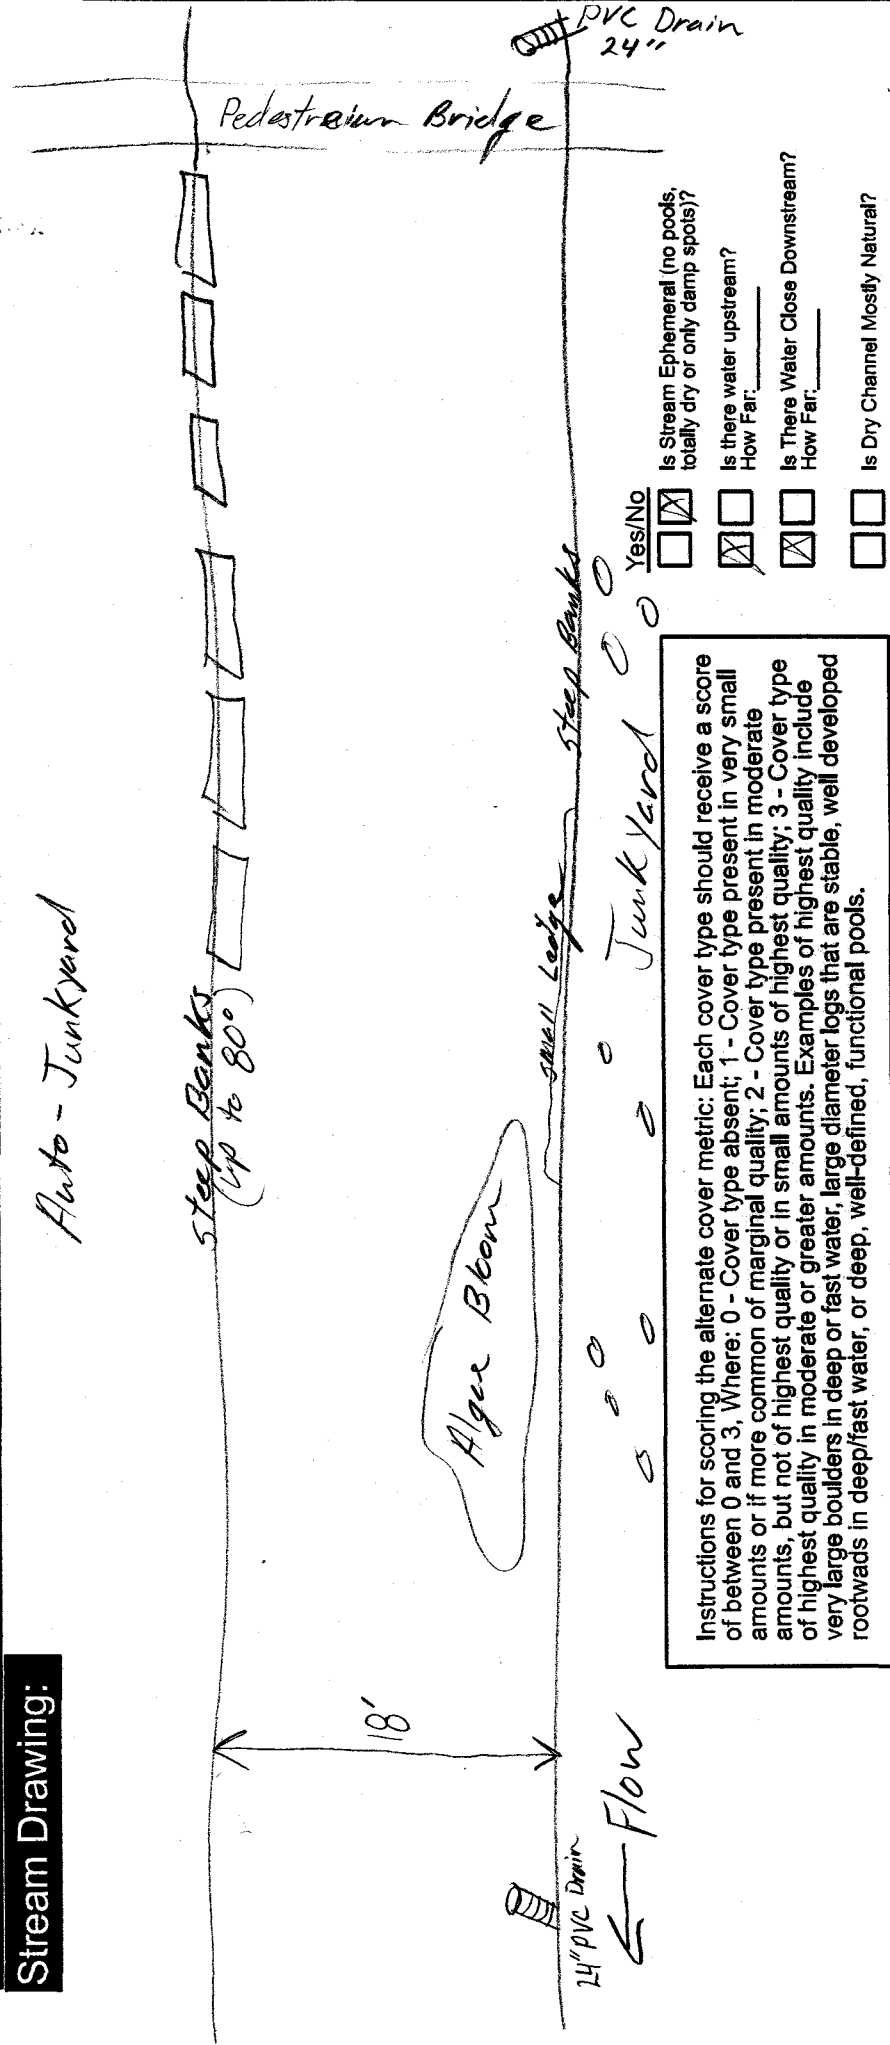 Stream Drawing:
Auto - Junkyard
Steep Banks
(up to 80°)
Pedestreium Bridge
PVC Drain
24"
18'
Algae Bloom
Small Ledge
Steep Banks
24" PVC Drain
Flow
Junkyard
Yes/No
Is Stream Ephemeral (no pools,
totally dry or only damp spots)?
Is there water upstream?
How Far:
Is There Water Close Downstream?
How Far:
Is Dry Channel Mostly Natural?
Instructions for scoring the alternate cover metric: Each cover type should receive a score
of between 0 and 3, Where: 0 - Cover type absent; 1 - Cover type present in very small
amounts or if more common of marginal quality; 2 - Cover type present in moderate
amounts, but not of highest quality or in small amounts of highest quality; 3 - Cover type
of highest quality in moderate or greater amounts. Examples of highest quality include
very large boulders in deep or fast water, large diameter logs that are stable, well developed
rootwads in deep/fast water, or deep, well-defined, functional pools.